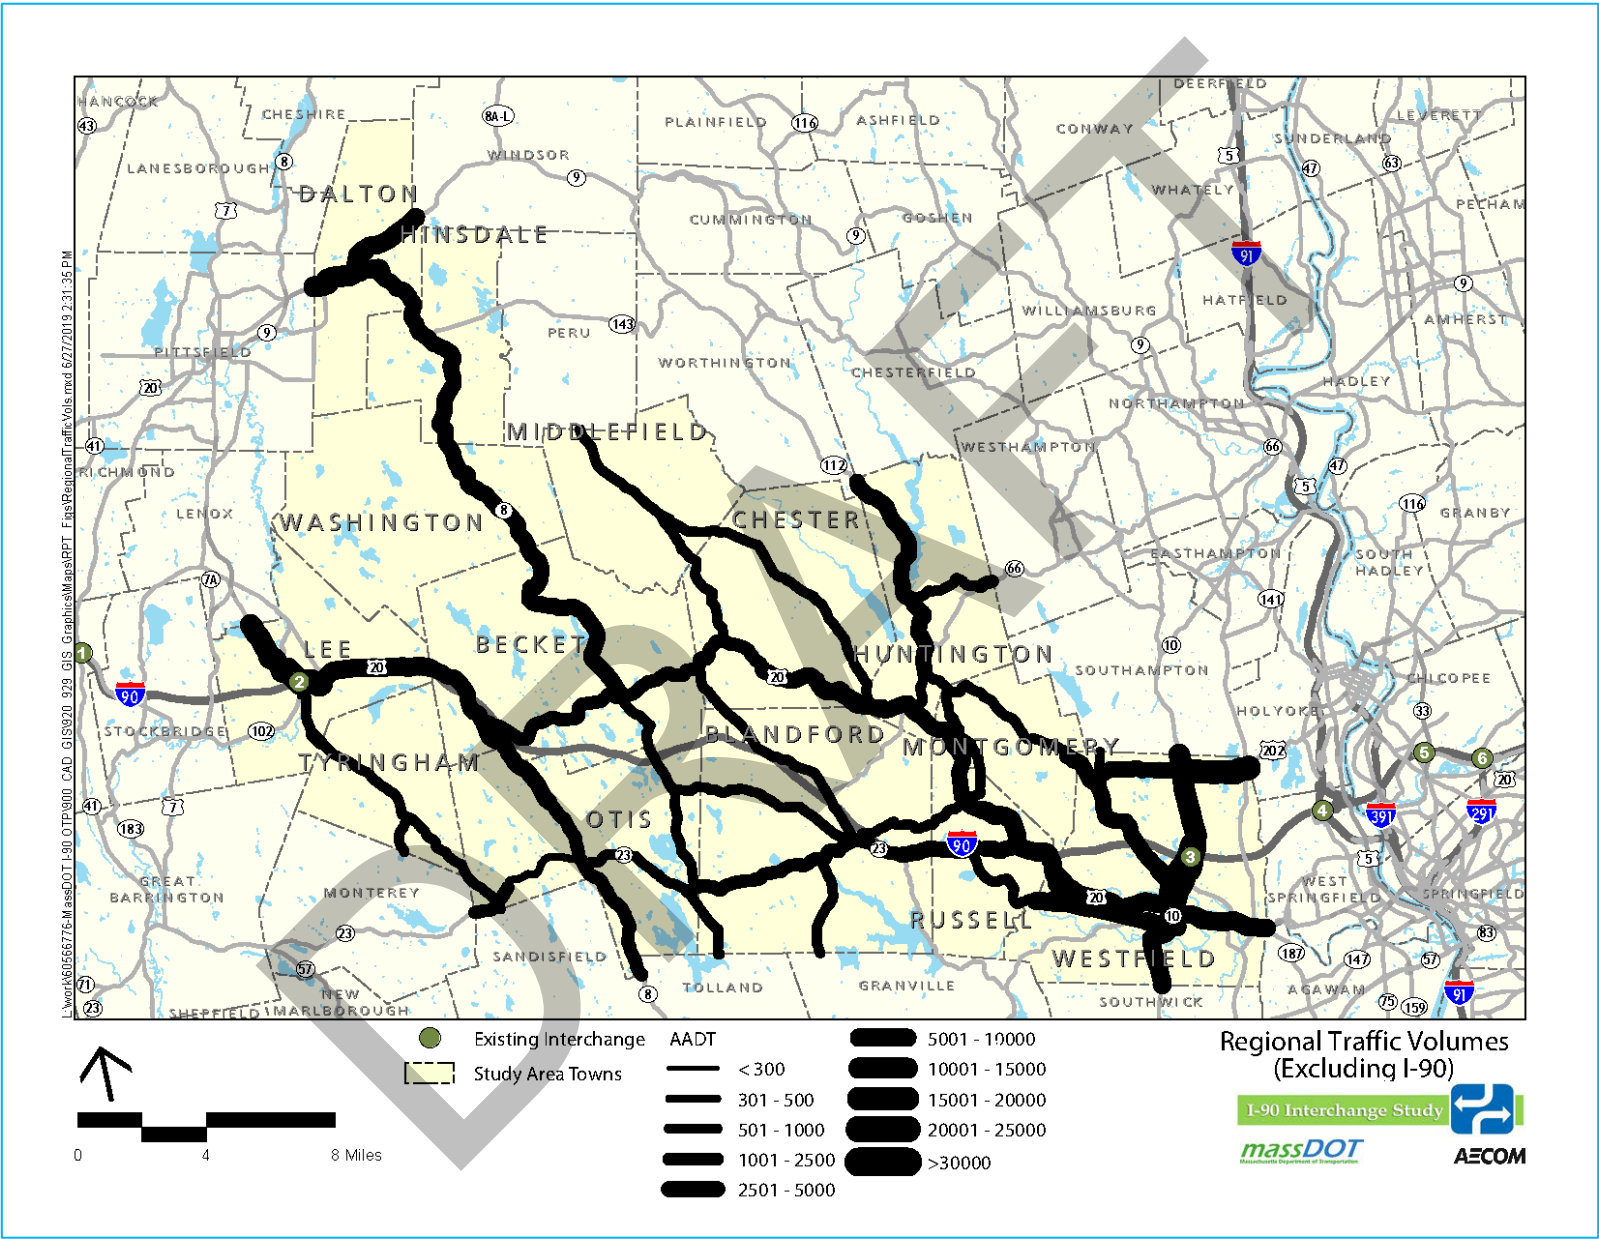 HANCOCK
43
CHESHIRE
8
LANESBOROUGH
7
8A-L
WINDSOR
9
PLAINFIELD
116
ASHFIELD
CONWAY
DEERFIELD
5
SUNDERLAND
LEVERETT
47
63
WHATELY
PELHAM
DALTON
HINSDALE
CUMMINGTON
9
GOSHEN
91
HATFIELD
9
AMHERST
WILLIAMSBURG
9
PERU
143
PITTSFIELD
9
20
WORTHINGTON
CHESTERFIELD
HADLEY
NORTHAMPTON
41
RICHMOND
MIDDLEFIELD
112
WESTHAMPTON
66
47
5
116
GRANBY
LENOX
WASHINGTON
8
CHESTER
EASTHAMPTON
SOUTH
HADLEY
7A
66
141
1
LEE
BECKET
HUNTINGTON
10
SOUTHAMPTON
CHICOPEE
90
2
20
20
HOLYOKE
33
STOCKBRIDGE
102
BLANDFORD
MONTGOMERY
202
5
6
TYRINGHAM
20
41
7
183
OTIS
4
391
291
23
23
90
3
5
GREAT
BARRINGTON
MONTEREY
20
10
WEST
SPRINGFIELD
SPRINGFIELD
RUSSELL
23
83
57
SANDISFIELD
WESTFIELD
187
147
57
71
23
NEW
MARLBOROUGH
SHEFFIELD
8
TOLLAND
GRANVILLE
SOUTHWICK
AGAWAM
75
159
91
DRAFT
L:\work\60566776-MassDOT I-90 OTP\900_CAD_GIS\920_929_GIS_Graphics\Maps\RPT_Figs\RegionalTrafficVols.mxd 6/27/2019 2:31:35 PM
Existing Interchange
Study Area Towns
AADT
< 300
301 - 500
501 - 1000
1001 - 2500
2501 - 5000
5001 - 10000
10001 - 15000
15001 - 20000
20001 - 25000
>30000
0 4 8 Miles
Regional Traffic Volumes
(Excluding I-90)
I-90 Interchange Study
massDOT
Massachusetts Department of Transportation
AECOM